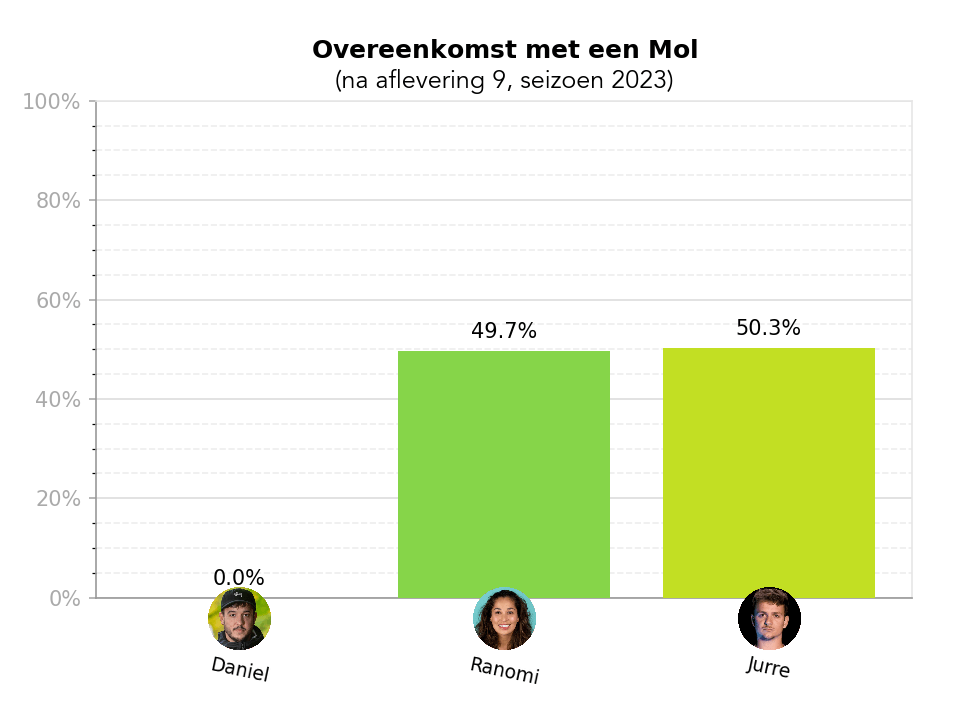 Overeenkomst met een Mol
(na aflevering 9, seizoen 2023)
100%
80%
60%
40%
20%
0%
0.0%
49.7%
50.3%
Daniel
Ranomi
Jurre